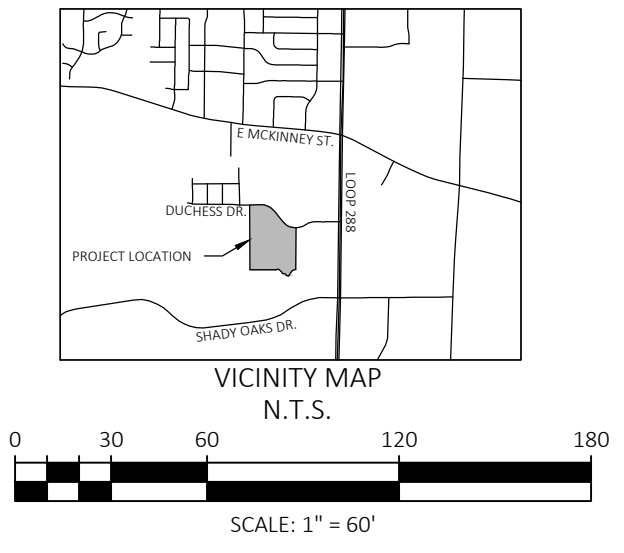 E MCKINNEY ST.
LOOP 288
DUCHESS DR.
PROJECT LOCATION
SHADY OAKS DR.
VICINITY MAP
N.T.S.
0 30 60 120 180
SCALE: 1" = 60'